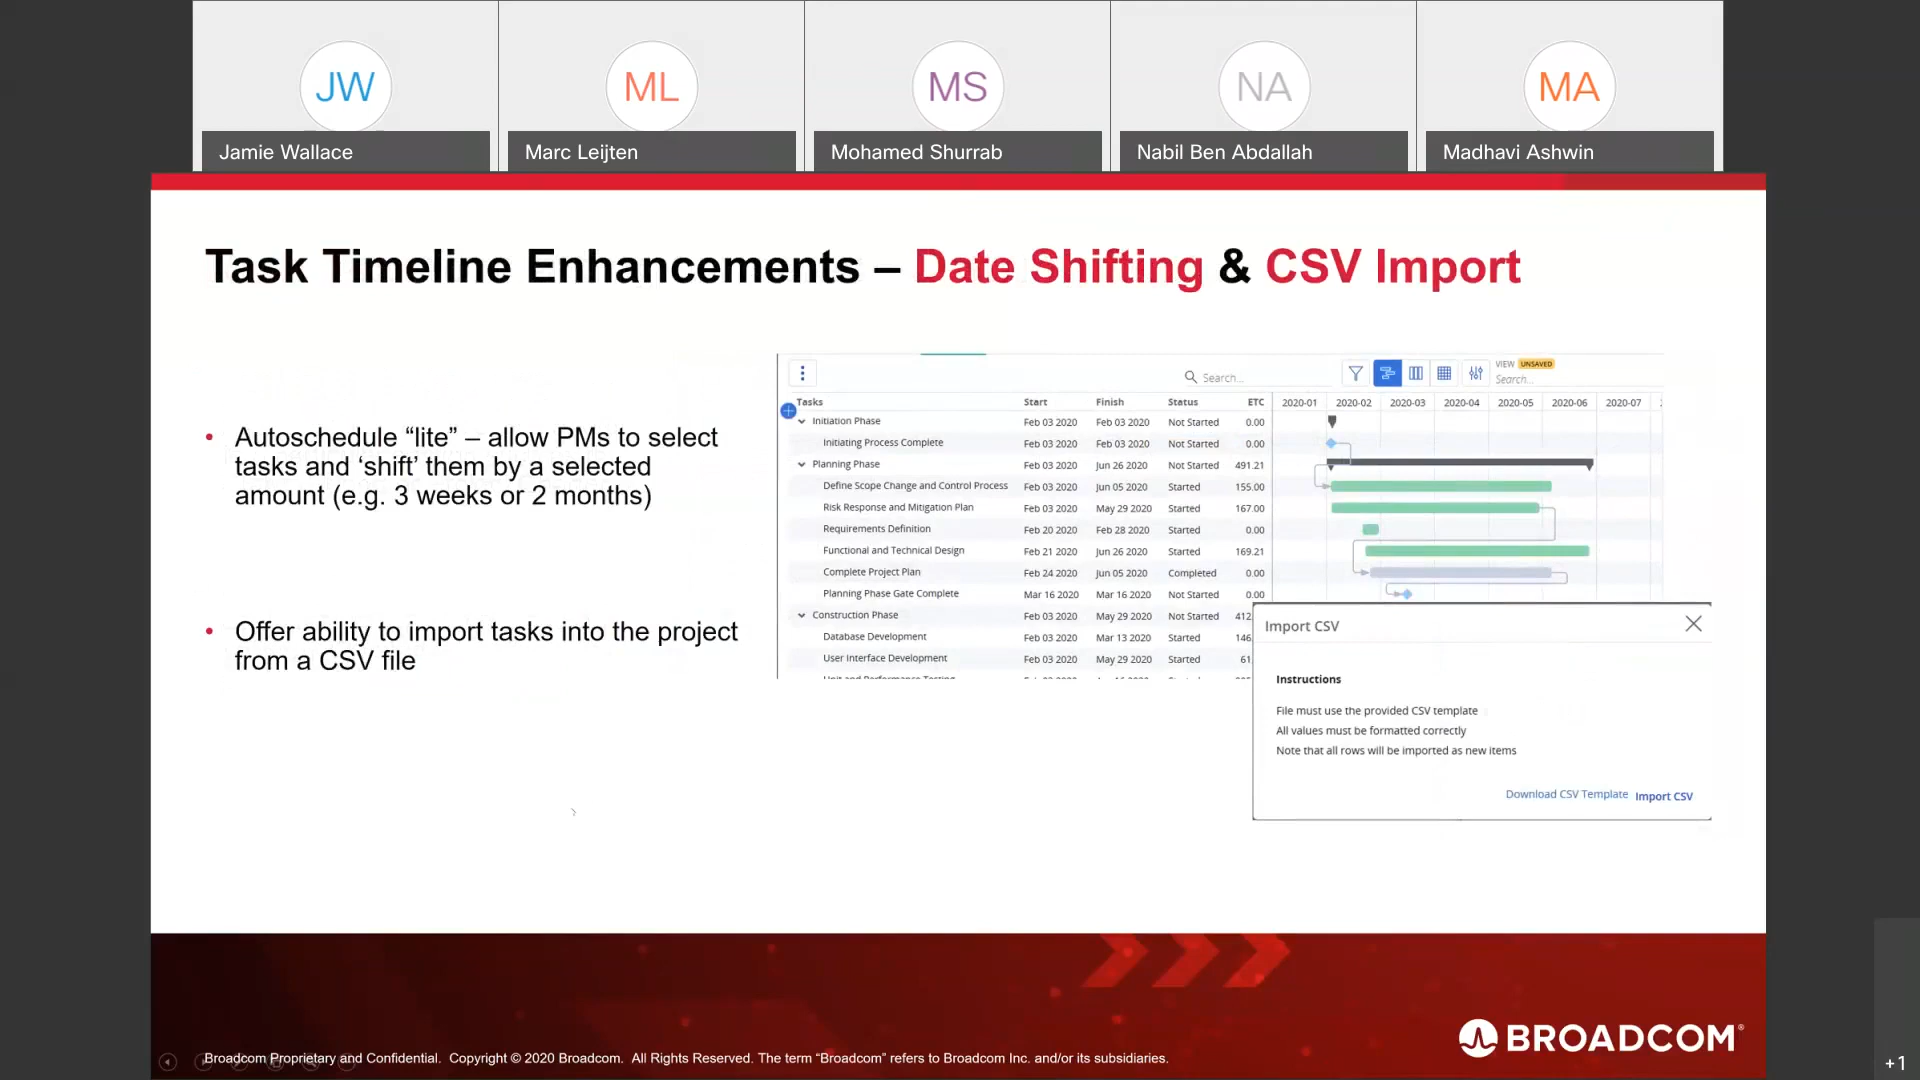 JW
ML
MS
NA
MA
Jamie Wallace
Marc Leijten
Mohamed Shurrab
Nabil Ben Abdallah
Madhavi Ashwin
Task Timeline Enhancements – Date Shifting & CSV Import
• Autoschedule “lite” – allow PMs to select
tasks and ‘shift’ them by a selected
amount (e.g. 3 weeks or 2 months)
• Offer ability to import tasks into the project
from a CSV file
Search...
VIEW UNSAVED
Search...
Tasks Start Finish Status ETC 2020-01 2020-02 2020-03 2020-04 2020-05 2020-06 2020-07
Initiation Phase Feb 03 2020 Feb 03 2020 Not Started 0.00
Initiating Process Complete Feb 03 2020 Feb 03 2020 Not Started 0.00
Planning Phase Feb 03 2020 Jun 26 2020 Not Started 491.21
Define Scope Change and Control Process Feb 03 2020 Jun 05 2020 Started 155.00
Risk Response and Mitigation Plan Feb 03 2020 May 29 2020 Started 167.00
Requirements Definition Feb 20 2020 Feb 28 2020 Started 0.00
Functional and Technical Design Feb 21 2020 Jun 26 2020 Started 169.21
Complete Project Plan Feb 24 2020 Jun 05 2020 Completed 0.00
Planning Phase Gate Complete Mar 16 2020 Mar 16 2020 Not Started 0.00
Construction Phase Feb 03 2020 May 29 2020 Not Started 412
Database Development Feb 03 2020 Mar 13 2020 Started 146
User Interface Development Feb 03 2020 May 29 2020 Started 61
Import CSV
Instructions
File must use the provided CSV template
All values must be formatted correctly
Note that all rows will be imported as new items
Download CSV Template Import CSV
BROADCOM®
Broadcom Proprietary and Confidential. Copyright © 2020 Broadcom. All Rights Reserved. The term “Broadcom” refers to Broadcom Inc. and/or its subsidiaries.
+1